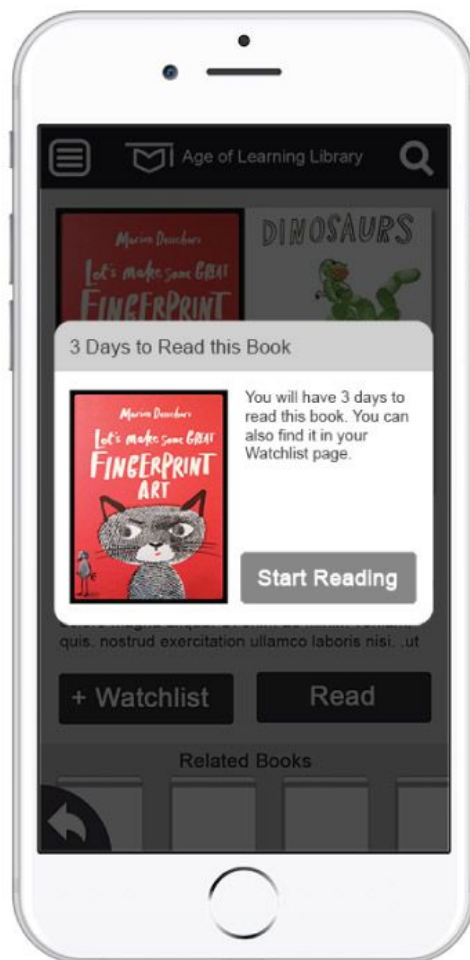 Age of Learning Library
Marion Deuchars
Let's make some GREAT
FINGERPRINT
DINOSAURS
3 Days to Read this Book
Marion Deuchars
Let's make some GREAT
FINGERPRINT
ART
You will have 3 days to
read this book. You can
also find it in your
Watchlist page.
Start Reading
quis. nostrud exercitation ullamco laboris nisi. .ut
+ Watchlist
Read
Related Books